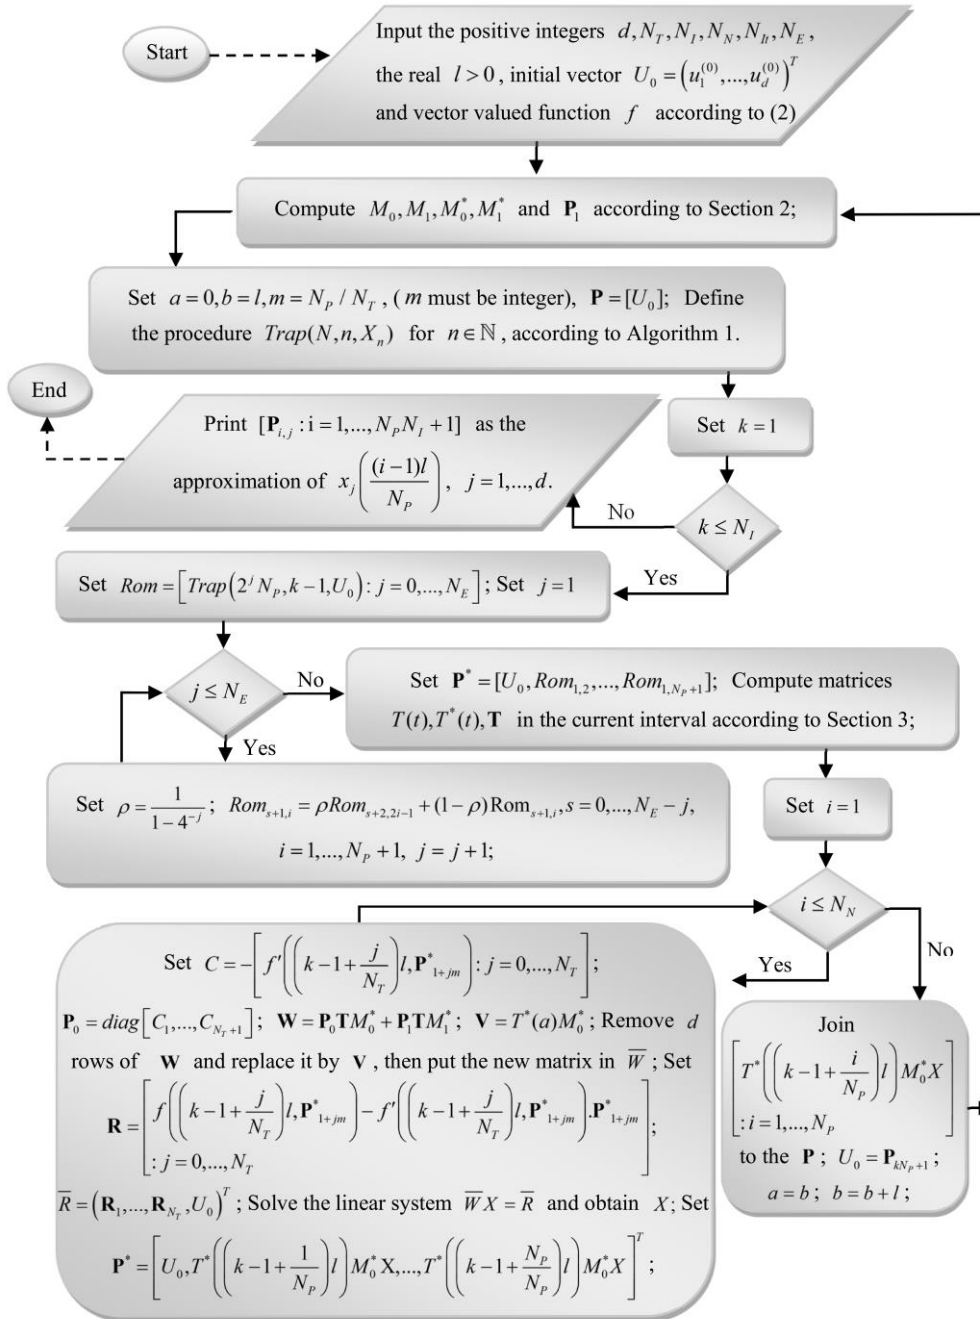 Start
Input the positive integers d, N_T, N_I, N_N, N_{It}, N_E,
the real l > 0, initial vector U_0 = (u_1^{(0)},...,u_d^{(0)})^T
and vector valued function f according to (2)
Compute M_0, M_1, M_0^*, M_1^* and P_1 according to Section 2;
Set a = 0, b = l, m = N_P / N_T, ( m must be integer), P = [U_0]; Define
the procedure Trap(N, n, X_n) for n ∈ ℕ, according to Algorithm 1.
End
Print [P_{i,j} : i = 1,..., N_P N_I + 1] as the
approximation of x_j( (i−1)l / N_P ), j = 1,...,d.
Set k = 1
k ≤ N_I
No
Yes
Set Rom = [Trap(2^j N_P, k−1, U_0) : j = 0,..., N_E]; Set j = 1
j ≤ N_E
No
Yes
Set P^* = [U_0, Rom_{1,2},..., Rom_{1,N_P+1}]; Compute matrices
T(t), T^*(t), T in the current interval according to Section 3;
Set ρ = 1 / (1−4^{−j}); Rom_{s+1,i} = ρRom_{s+2,2i−1} + (1−ρ)Rom_{s+1,i}, s = 0,..., N_E − j,
i = 1,..., N_P + 1, j = j + 1;
Set i = 1
i ≤ N_N
No
Yes
Set C = −[ f′((k−1+ j/N_T)l, P^*_{1+jm}) : j = 0,..., N_T ];
P_0 = diag[C_1,...,C_{N_T+1}]; W = P_0TM_0^* + P_1TM_1^*; V = T^*(a)M_0^*; Remove d
rows of W and replace it by V, then put the new matrix in \overline{W}; Set
R = [ f((k−1+ j/N_T)l, P^*_{1+jm}) − f′((k−1+ j/N_T)l, P^*_{1+jm}).P^*_{1+jm}
: j = 0,..., N_T ];
\overline{R} = (R_1,...,R_{N_T}, U_0)^T; Solve the linear system \overline{W}X = \overline{R} and obtain X; Set
P^* = [ U_0, T^*((k−1+ 1/N_P)l)M_0^*X,..., T^*((k−1+ N_P/N_P)l)M_0^*X ]^T;
Join
[ T^*((k−1+ i/N_P)l)M_0^*X
: i = 1,..., N_P ]
to the P; U_0 = P_{kN_P+1};
a = b; b = b + l;